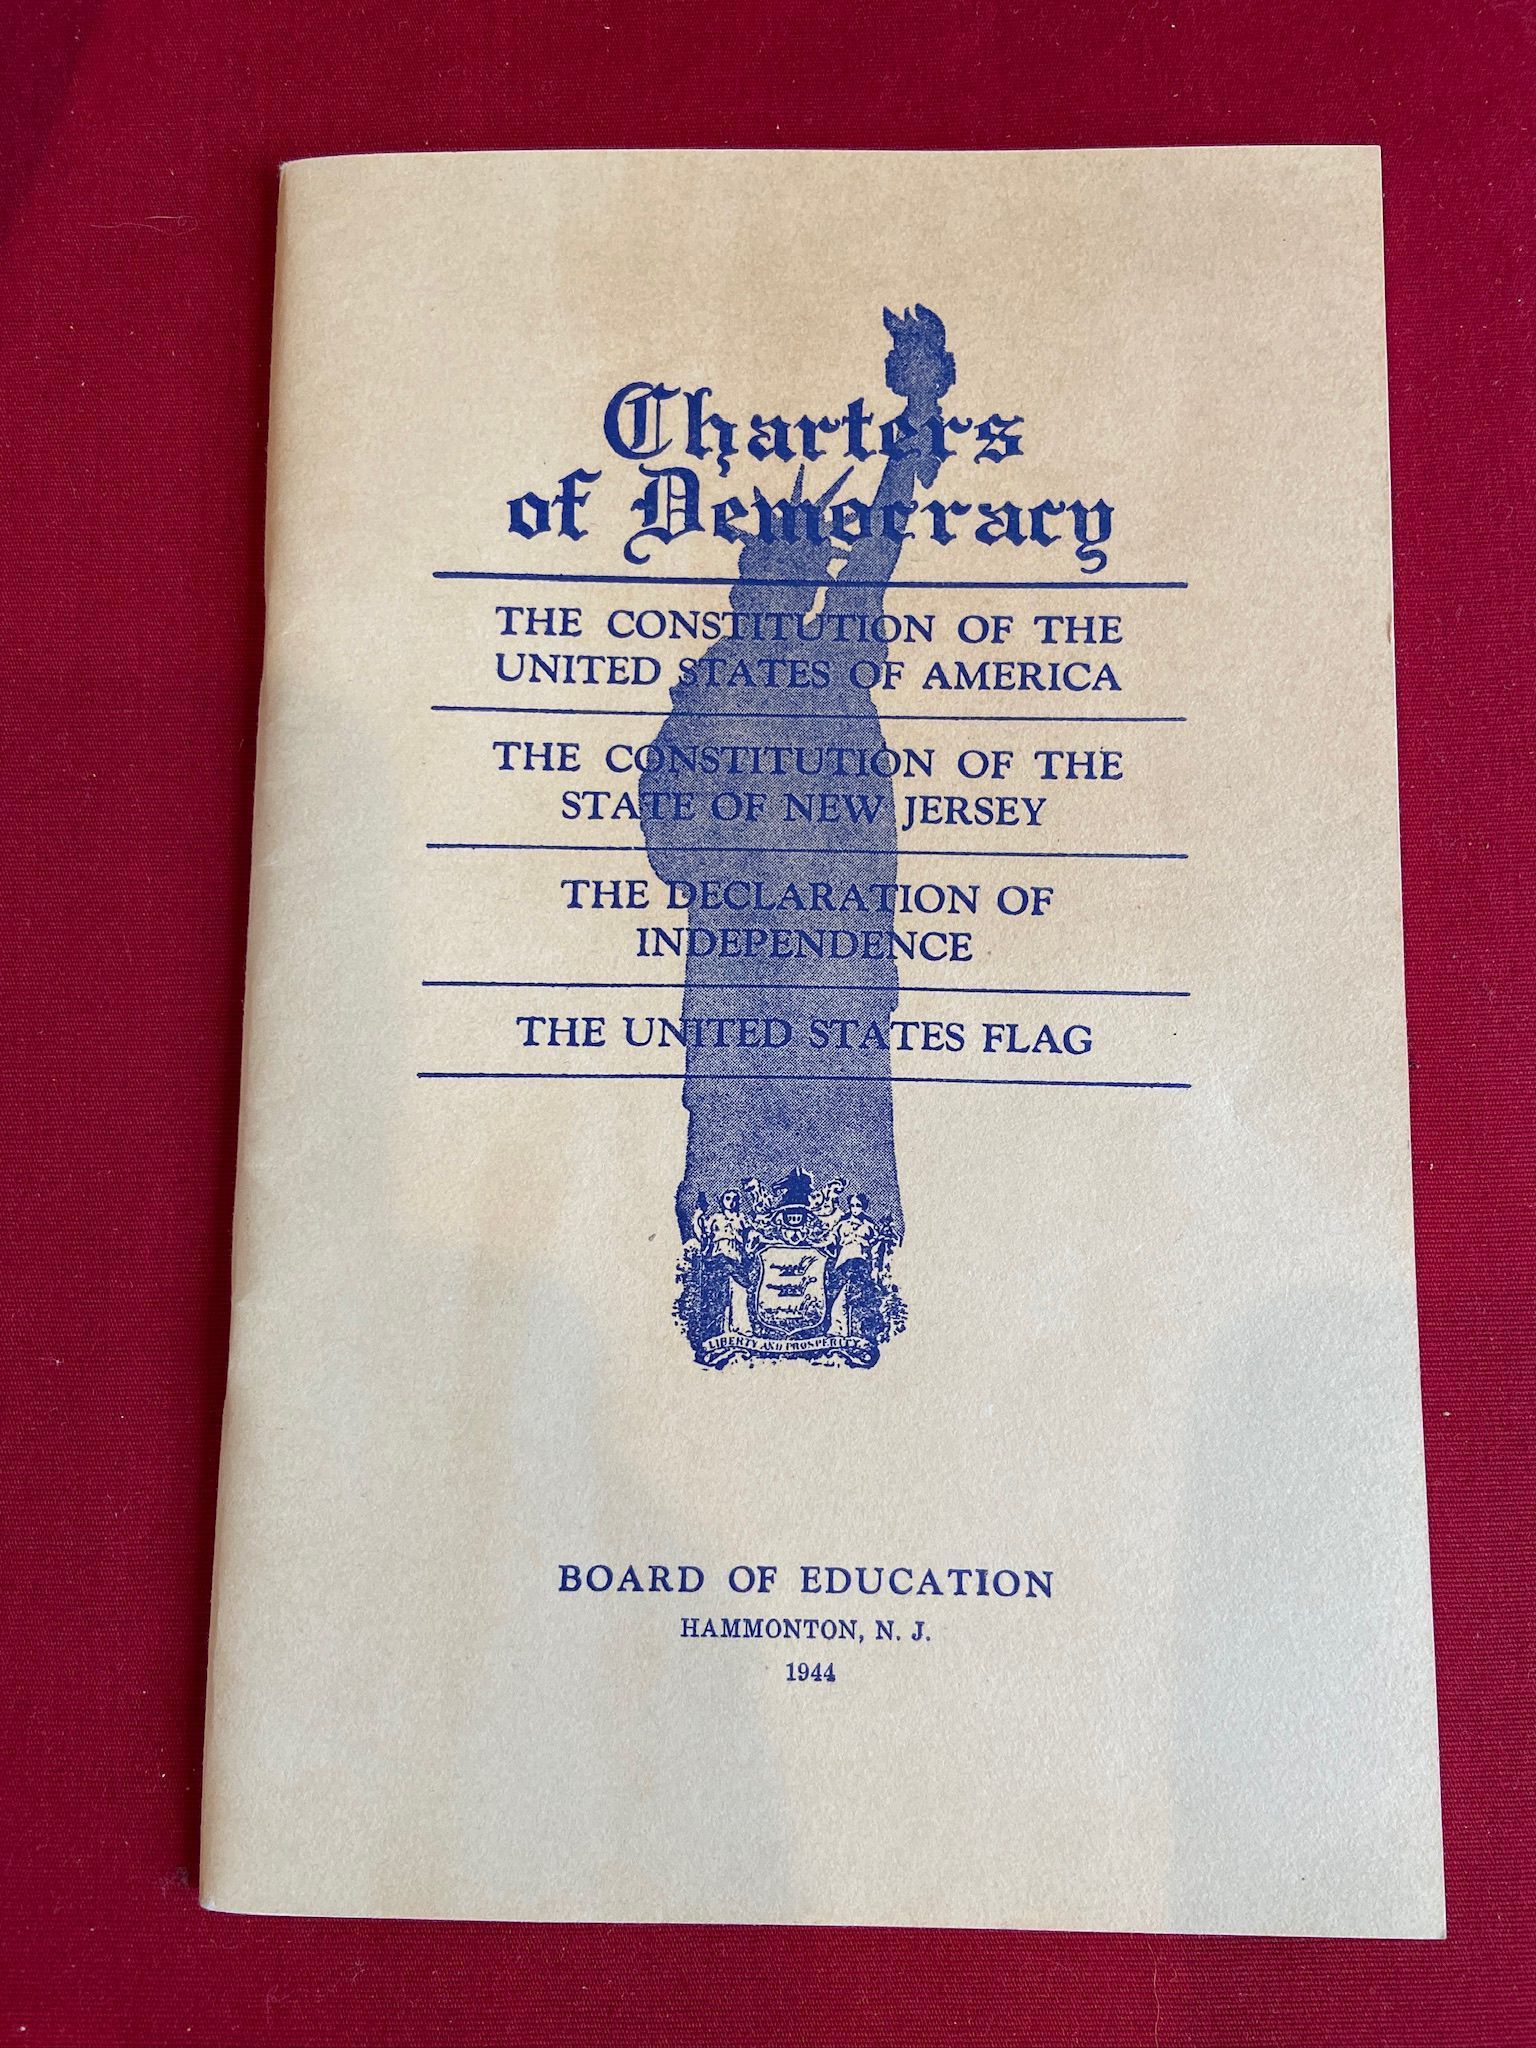 Charters
of Democracy
THE CONSTITUTION OF THE
UNITED STATES OF AMERICA
THE CONSTITUTION OF THE
STATE OF NEW JERSEY
THE DECLARATION OF
INDEPENDENCE
THE UNITED STATES FLAG
LIBERTY AND PROSPERITY
BOARD OF EDUCATION
HAMMONTON, N. J.
1944